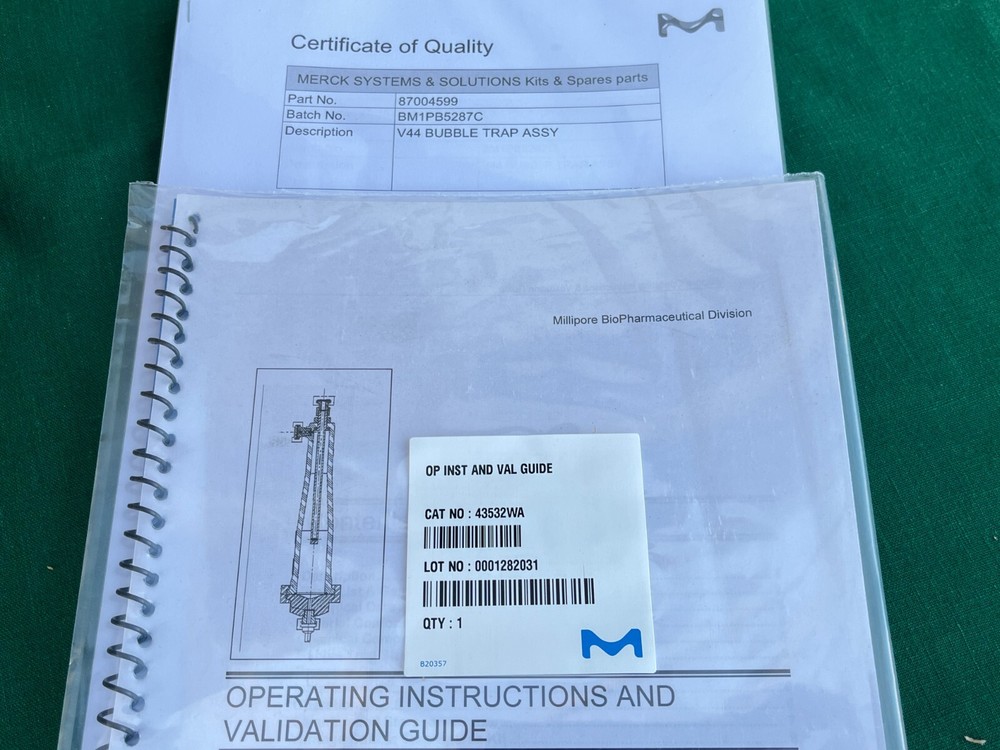 Certificate of Quality
MERCK SYSTEMS & SOLUTIONS Kits & Spares parts
Part No. 87004599
Batch No. BM1PB5287C
Description V44 BUBBLE TRAP ASSY
Millipore BioPharmaceutical Division
OP INST AND VAL GUIDE
CAT NO : 43532WA
LOT NO : 0001282031
QTY : 1
B20357
OPERATING INSTRUCTIONS AND
VALIDATION GUIDE